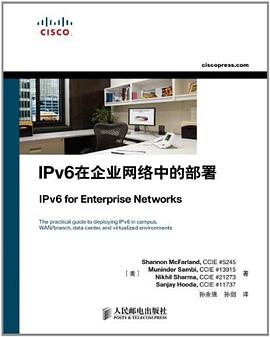 CISCO
ciscopress.com
IPv6在企业网络中的部署
IPv6 for Enterprise Networks
The practical guide to deploying IPv6 in campus,
WAN/branch, data center, and virtualized environments
Shannon McFarland, CCIE #5245
[美] Muninder Sambi, CCIE #13915 著
Nikhil Sharma, CCIE #21273
Sanjay Hooda, CCIE #11737
孙余强 孙剑 译
人民邮电出版社
POSTS & TELECOM PRESS